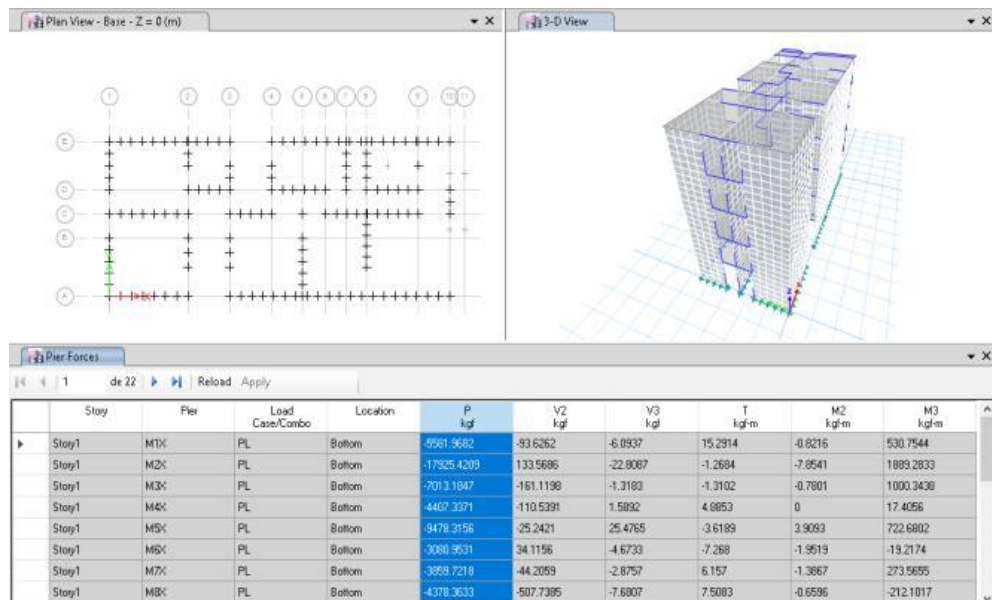 Plan View - Base - Z = 0 (m)
3-D View
1 2 3 4 5 6 7 8 9 10 11
E
D
C
B
A
Pier Forces
1 de 22 Reload Apply
Story Pier Load Case/Combo Location P kgf V2 kgf V3 kgf T kgf-m M2 kgf-m M3 kgf-m
Story1 M1X PL Bottom -5581.9682 -93.6262 -6.0937 15.2914 -0.8216 530.7544
Story1 M2X PL Bottom -17925.4209 133.5686 -22.8087 -1.2684 -7.8541 1889.2833
Story1 M3X PL Bottom -7013.1847 -161.1198 -1.3183 -1.3102 -0.7801 1000.3438
Story1 M4X PL Bottom -4407.3371 -110.5391 1.5892 4.8853 0 17.4056
Story1 M5X PL Bottom -9478.3156 -25.2421 25.4765 -3.6189 3.9093 722.6802
Story1 M6X PL Bottom -3080.9531 34.1156 -4.6733 -7.268 -1.9519 -19.2174
Story1 M7X PL Bottom -3859.7218 -44.2059 -2.8757 6.157 -1.3867 273.5655
Story1 M8X PL Bottom -4378.3633 -507.7385 -7.6807 7.5083 -0.6596 -212.1017